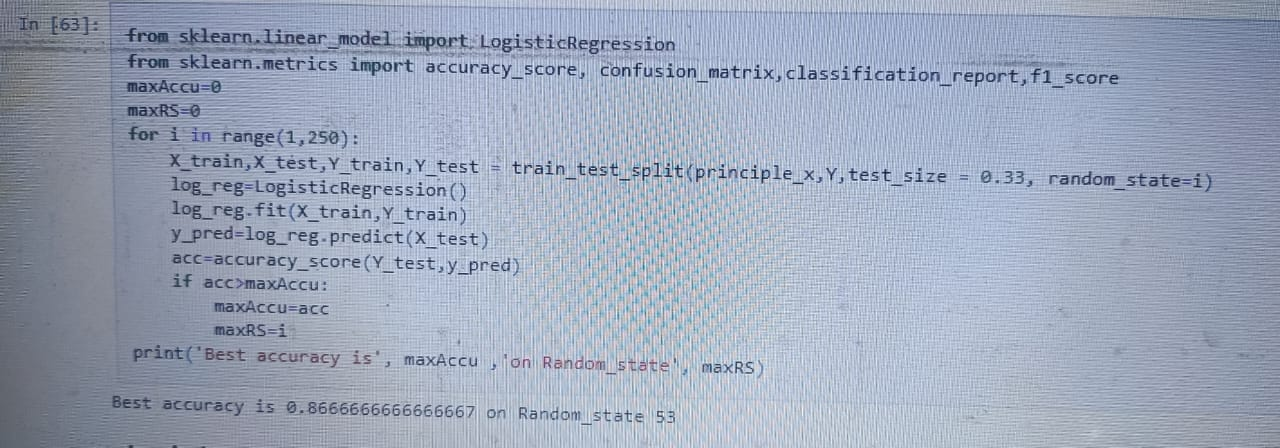 In [63]:
from sklearn.linear_model import LogisticRegression
from sklearn.metrics import accuracy_score, confusion_matrix,classification_report,f1_score
maxAccu=0
maxRS=0
for i in range(1,250):
    X_train,X_test,Y_train,Y_test = train_test_split(principle_x,Y,test_size = 0.33, random_state=i)
    log_reg=LogisticRegression()
    log_reg.fit(X_train,Y_train)
    y_pred=log_reg.predict(X_test)
    acc=accuracy_score(Y_test,y_pred)
    if acc>maxAccu:
        maxAccu=acc
        maxRS=i
print('Best accuracy is', maxAccu ,'on Random_state', maxRS)
Best accuracy is 0.8666666666666667 on Random_state 53